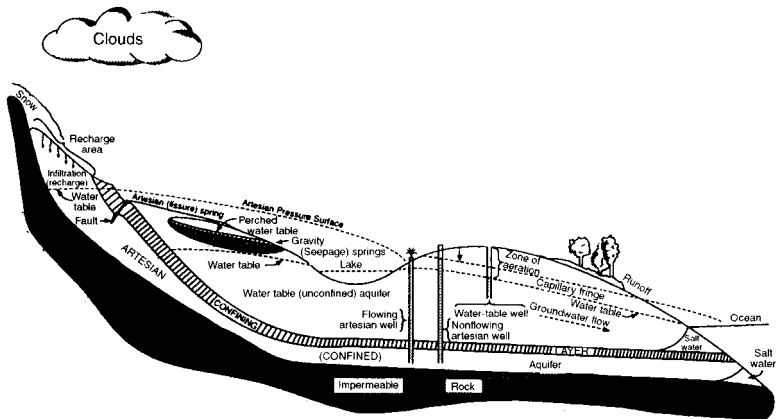 Clouds
Snow
Recharge
area
Infiltration
(recharge)
Water
table
Fault
Artesian (fissure) spring
Artesian Pressure Surface
Perched
water table
Gravity
(Seepage) springs
Lake
Water table
Zone of
aeration
Runoff
Capillary fringe
Water table
Water table (unconfined) aquifer
Water-table well
Groundwater
flow
Flowing
artesian well
Nonflowing
artesian well
Ocean
Salt
water
ARTESIAN
CONFINING
LAYER
(CONFINED)
Aquifer
Salt
water
Impermeable
Rock